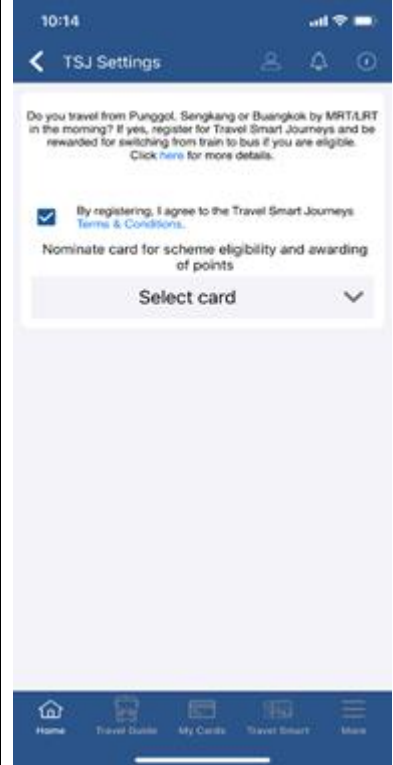 10:14
TSJ Settings
Do you travel from Punggol, Sengkang or Buangkok by MRT/LRT
in the morning? If yes, register for Travel Smart Journeys and be
rewarded for switching from train to bus if you are eligible.
Click here for more details.
By registering, I agree to the Travel Smart Journeys
Terms & Conditions.
Nominate card for scheme eligibility and awarding
of points
Select card
Home Travel Guide My Cards Travel Smart More